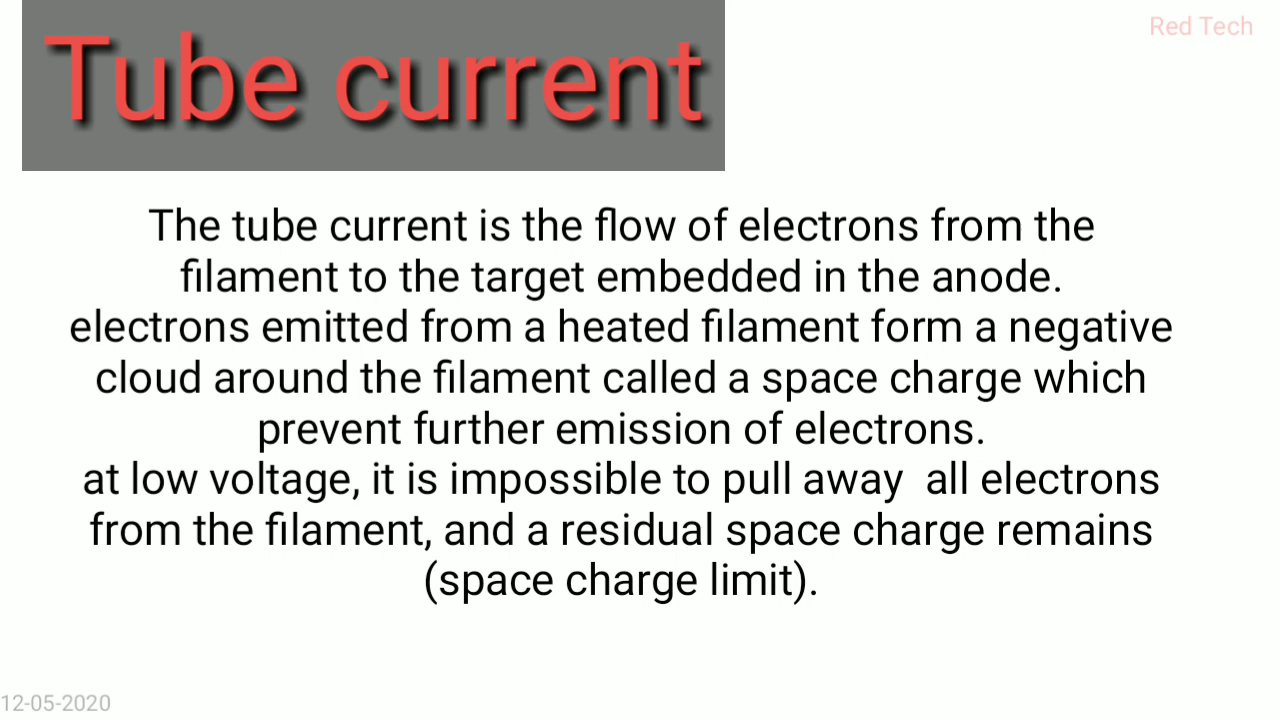 Red Tech
Tube current
The tube current is the flow of electrons from the
filament to the target embedded in the anode.
electrons emitted from a heated filament form a negative
cloud around the filament called a space charge which
prevent further emission of electrons.
at low voltage, it is impossible to pull away  all electrons
from the filament, and a residual space charge remains
(space charge limit).
12-05-2020